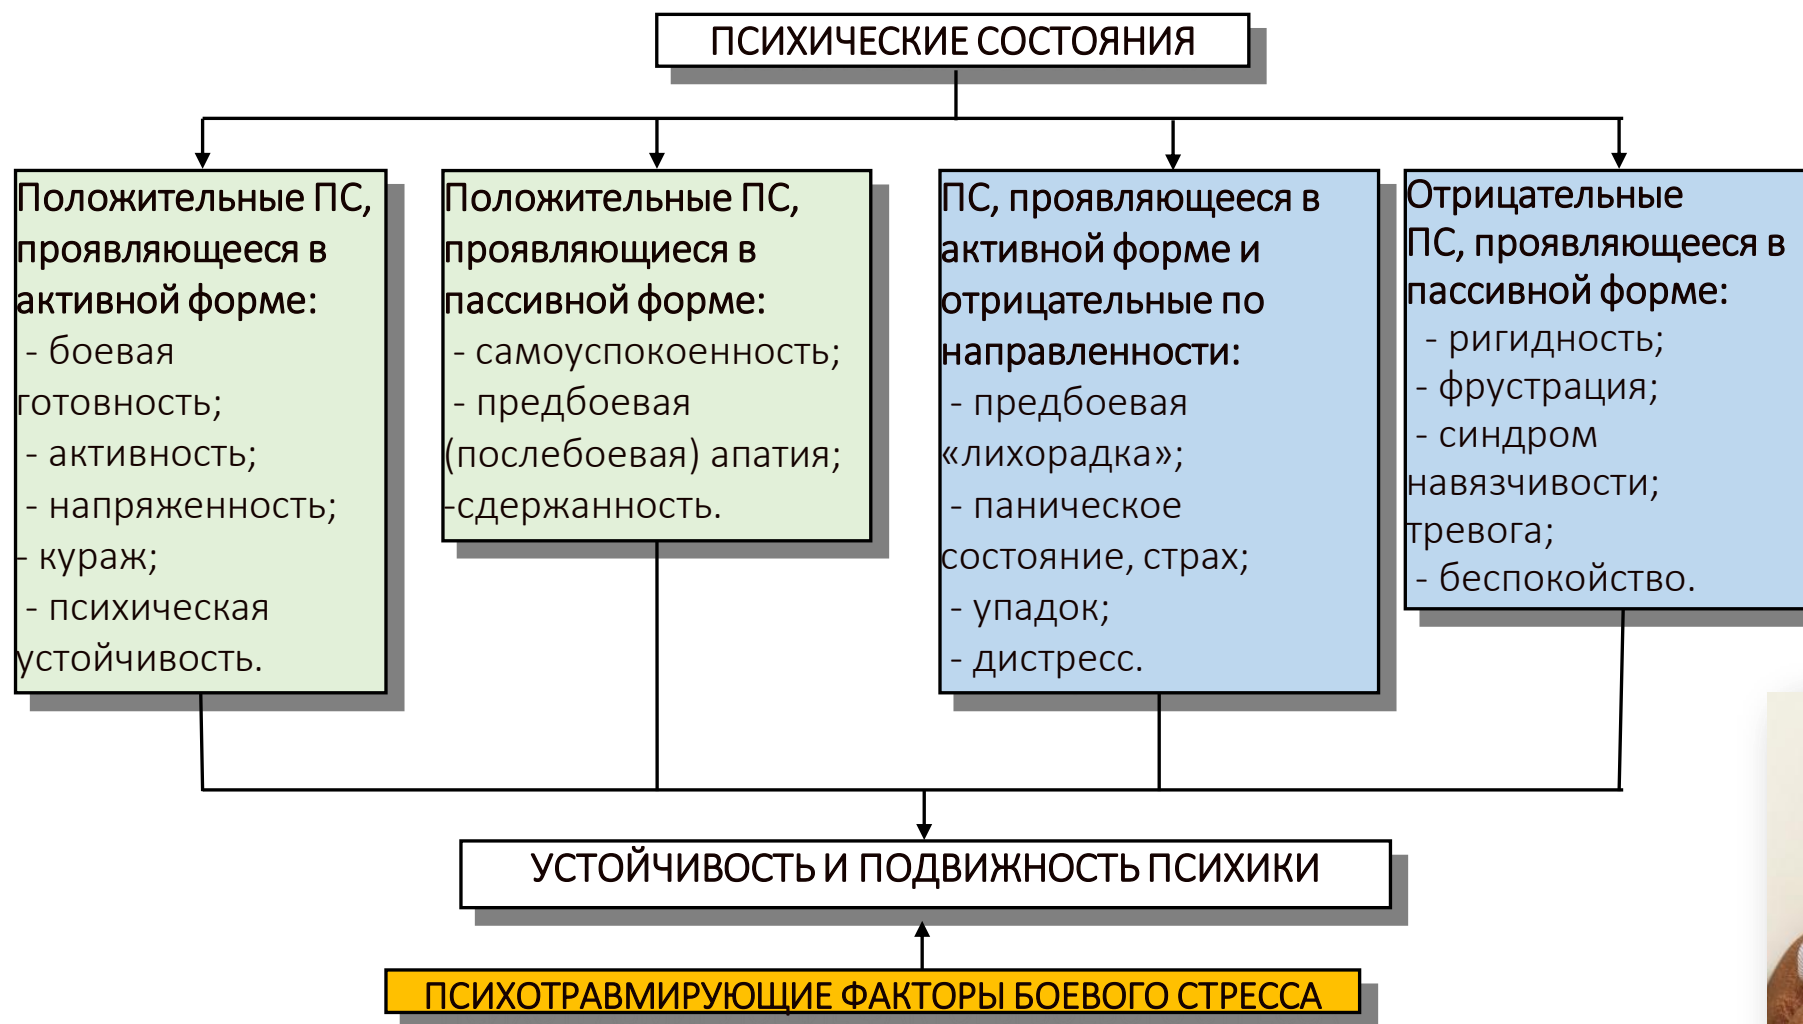 ПСИХИЧЕСКИЕ СОСТОЯНИЯ
Положительные ПС,
проявляющееся в
активной форме:
- боевая
готовность;
- активность;
- напряженность;
- кураж;
- психическая
устойчивость.
Положительные ПС,
проявляющиеся в
пассивной форме:
- самоуспокоенность;
- предбоевая
(послебоевая) апатия;
-сдержанность.
ПС, проявляющееся в
активной форме и
отрицательные по
направленности:
- предбоевая
«лихорадка»;
- паническое
состояние, страх;
- упадок;
- дистресс.
Отрицательные
ПС, проявляющееся в
пассивной форме:
- ригидность;
- фрустрация;
- синдром
навязчивости;
тревога;
- беспокойство.
УСТОЙЧИВОСТЬ И ПОДВИЖНОСТЬ ПСИХИКИ
ПСИХОТРАВМИРУЮЩИЕ ФАКТОРЫ БОЕВОГО СТРЕССА